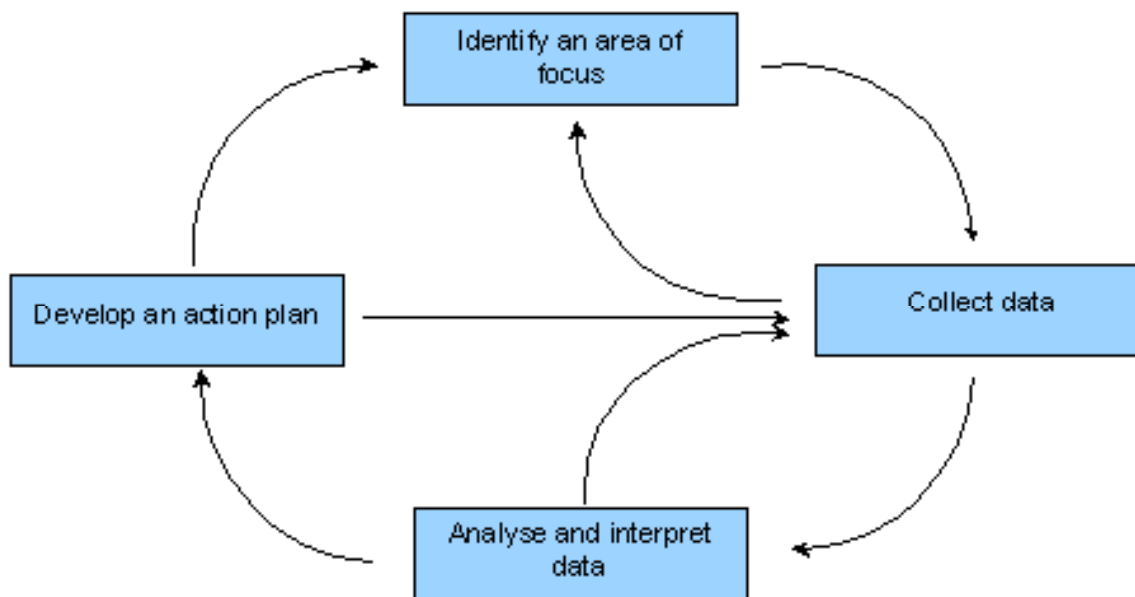 Identify an area of
focus
Develop an action plan
Collect data
Analyse and interpret
data